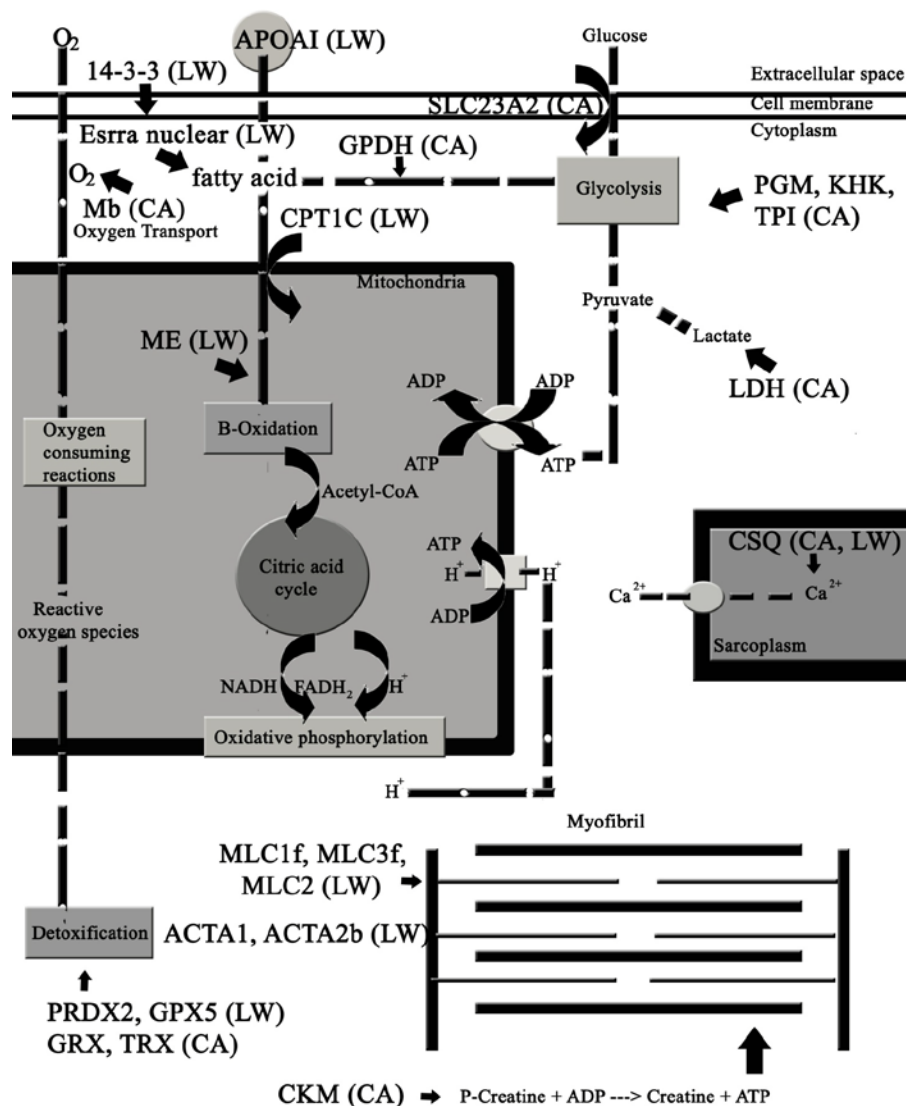 O2
APOAI (LW)
Glucose
14-3-3 (LW)
Extracellular space
SLC23A2 (CA)
Cell membrane
Cytoplasm
Esrra nuclear (LW)
GPDH (CA)
O2
fatty acid
Glycolysis
PGM, KHK,
TPI (CA)
Mb (CA)
Oxygen Transport
CPT1C (LW)
Mitochondria
Pyruvate
Lactate
ME (LW)
LDH (CA)
ADP
ADP
B-Oxidation
Oxygen
consuming
reactions
ATP
ATP
Acetyl-CoA
CSQ (CA, LW)
ATP
Citric acid
cycle
H+
H+
Ca 2+
Ca 2+
ADP
Reactive
oxygen species
Sarcoplasm
NADH
FADH2
H+
Oxidative phosphorylation
H+
Myofibril
MLC1f, MLC3f,
MLC2 (LW)
Detoxification
ACTA1, ACTA2b (LW)
PRDX2, GPX5 (LW)
GRX, TRX (CA)
CKM (CA)
P-Creatine + ADP ---> Creatine + ATP